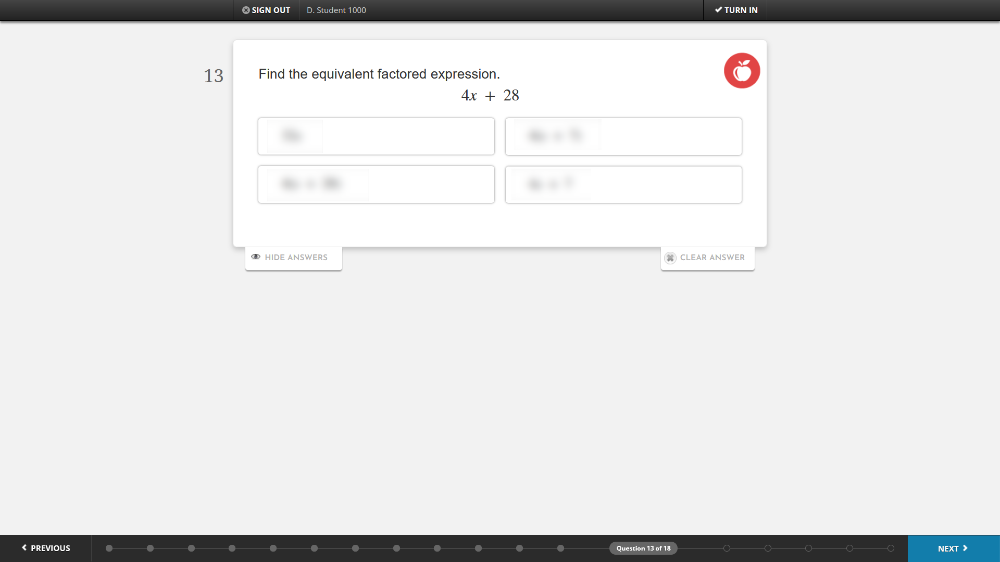 SIGN OUT
D. Student 1000
TURN IN
13
Find the equivalent factored expression.
4x + 28
HIDE ANSWERS
CLEAR ANSWER
PREVIOUS
Question 13 of 18
NEXT